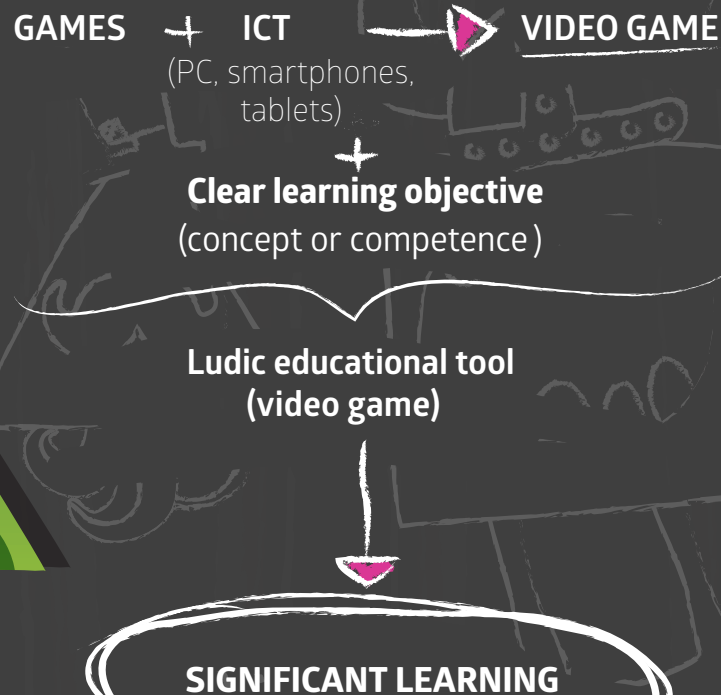 GAMES + ICT VIDEO GAME
(PC, smartphones,
tablets)
+
Clear learning objective
(concept or competence)
Ludic educational tool
(video game)
SIGNIFICANT LEARNING